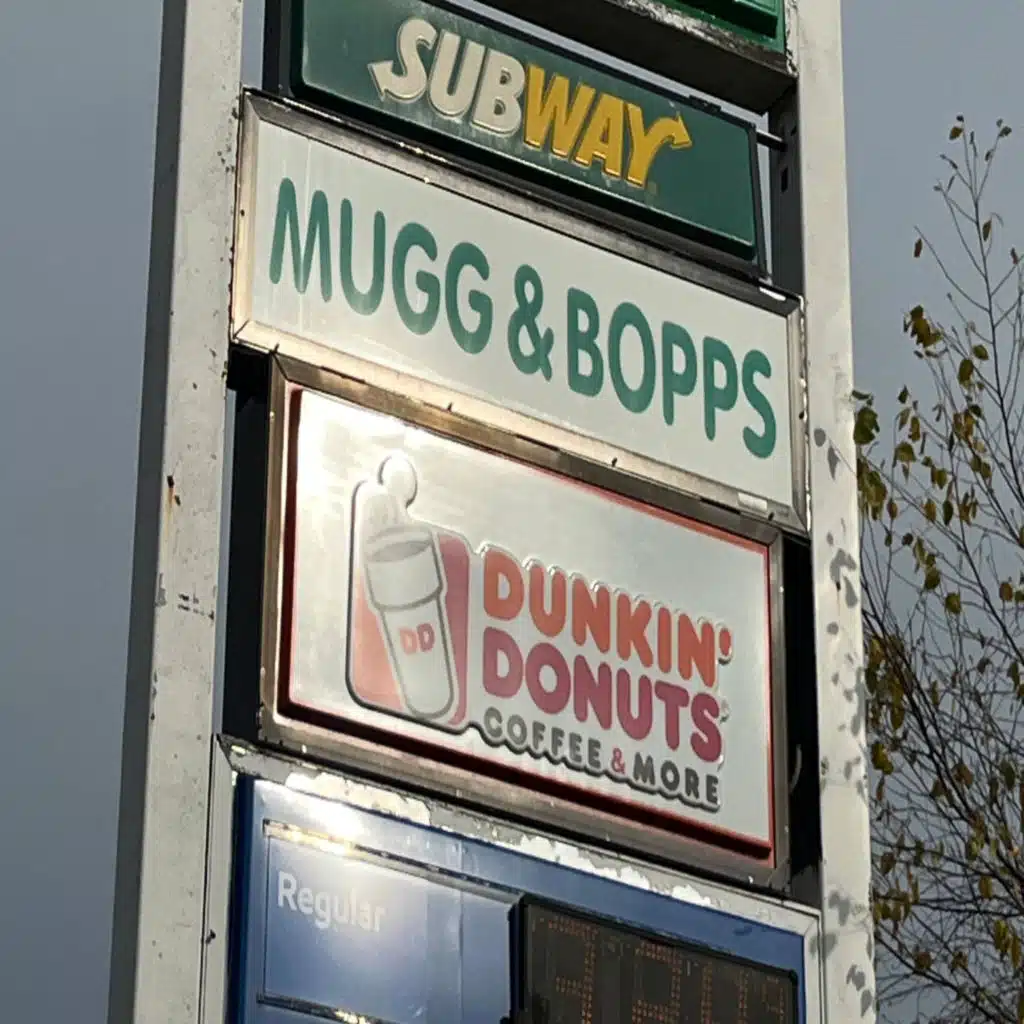 SUBWAY
MUGG & BOPPS
DD
DUNKIN'
DONUTS
COFFEE & MORE
Regular